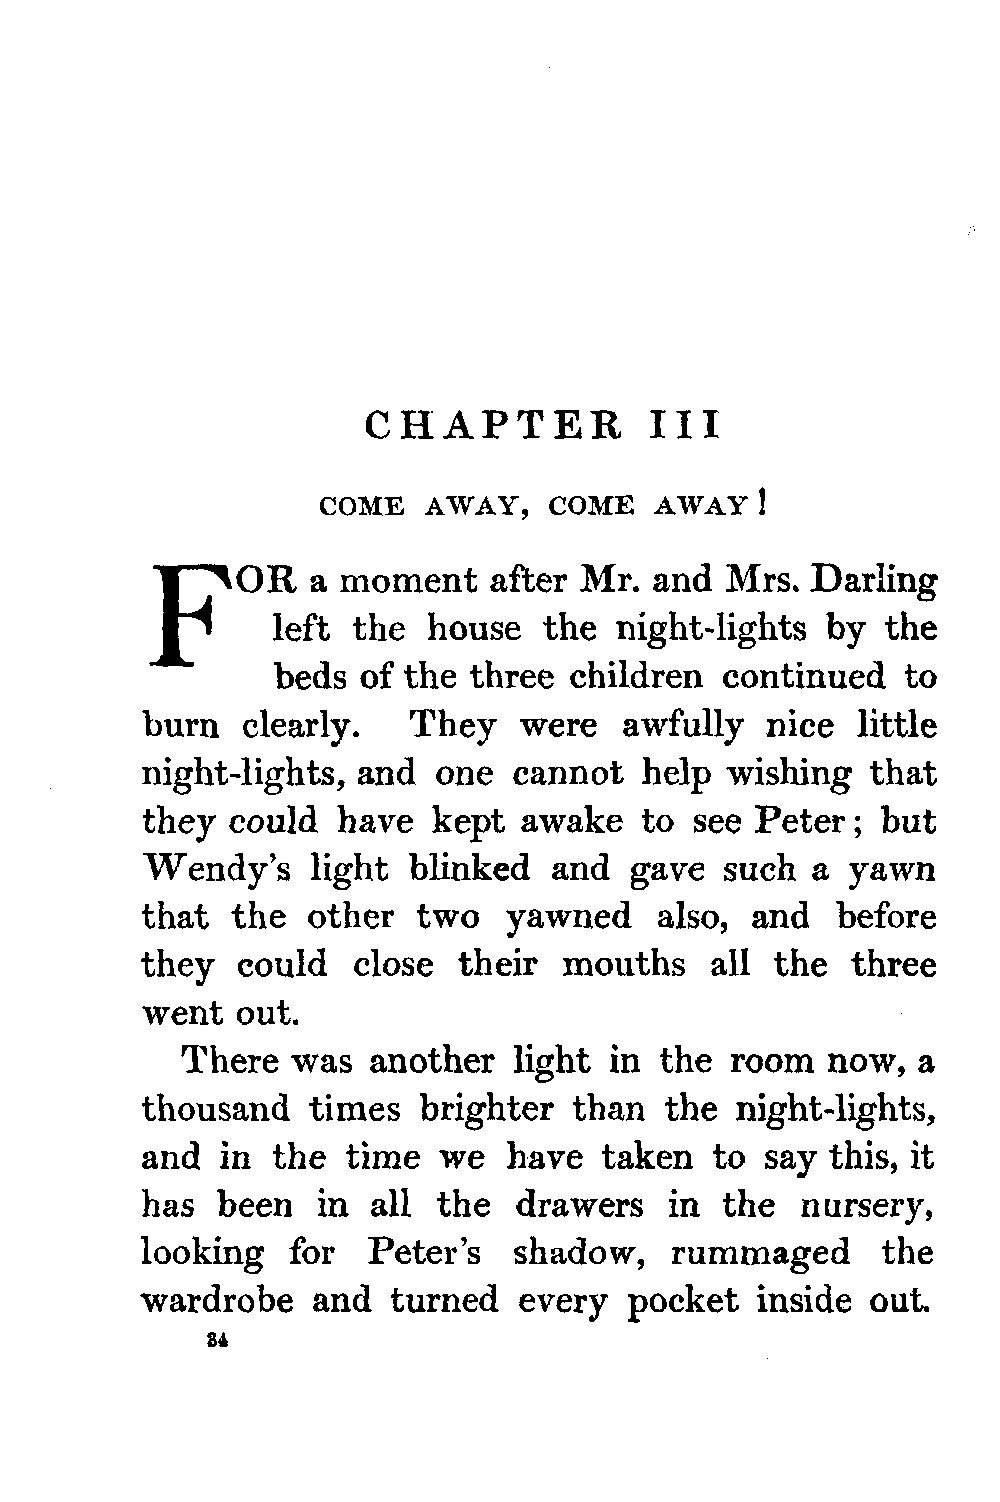 CHAPTER III
COME AWAY, COME AWAY!
FOR a moment after Mr. and Mrs. Darling
left the house the night-lights by the
beds of the three children continued to
burn clearly. They were awfully nice little
night-lights, and one cannot help wishing that
they could have kept awake to see Peter; but
Wendy's light blinked and gave such a yawn
that the other two yawned also, and before
they could close their mouths all the three
went out.
There was another light in the room now, a
thousand times brighter than the night-lights,
and in the time we have taken to say this, it
has been in all the drawers in the nursery,
looking for Peter's shadow, rummaged the
wardrobe and turned every pocket inside out.
34